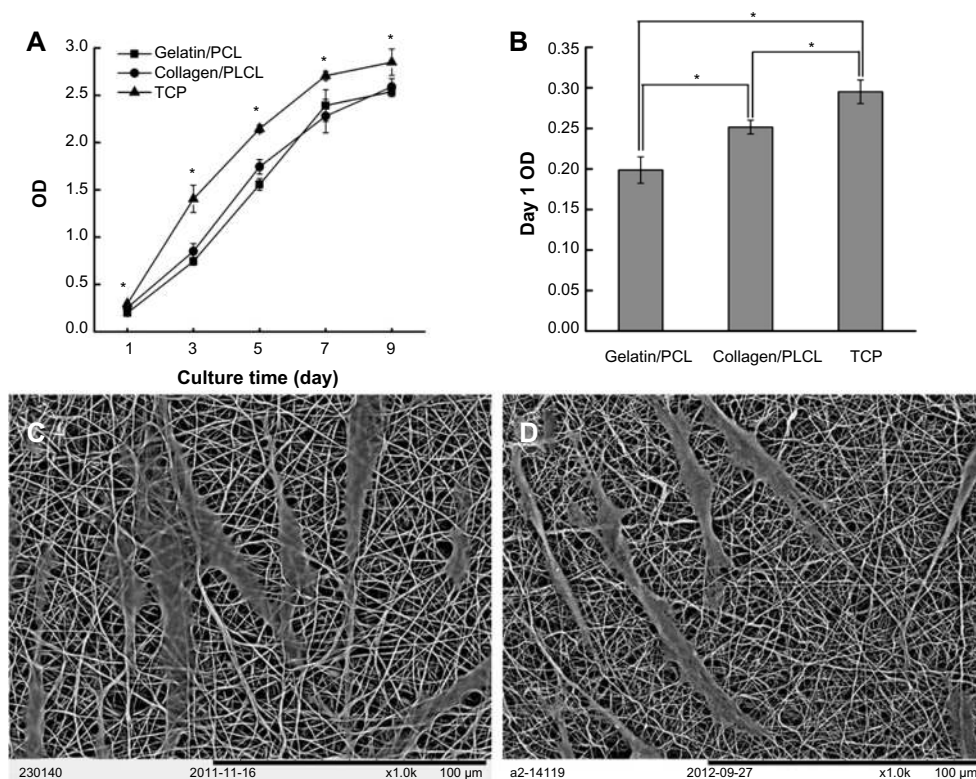 A
Gelatin/PCL
Collagen/PLCL
TCP
3.0
2.5
2.0
1.5
1.0
0.5
0.0
OD
*
*
*
*
*
1
3
5
7
9
Culture time (day)
B
*
*
*
0.35
0.30
0.25
0.20
0.15
0.10
0.05
0.00
Day 1 OD
Gelatin/PCL
Collagen/PLCL
TCP
C
230140 2011-11-16 x1.0k 100 µm
D
a2-14119 2012-09-27 x1.0k 100 µm